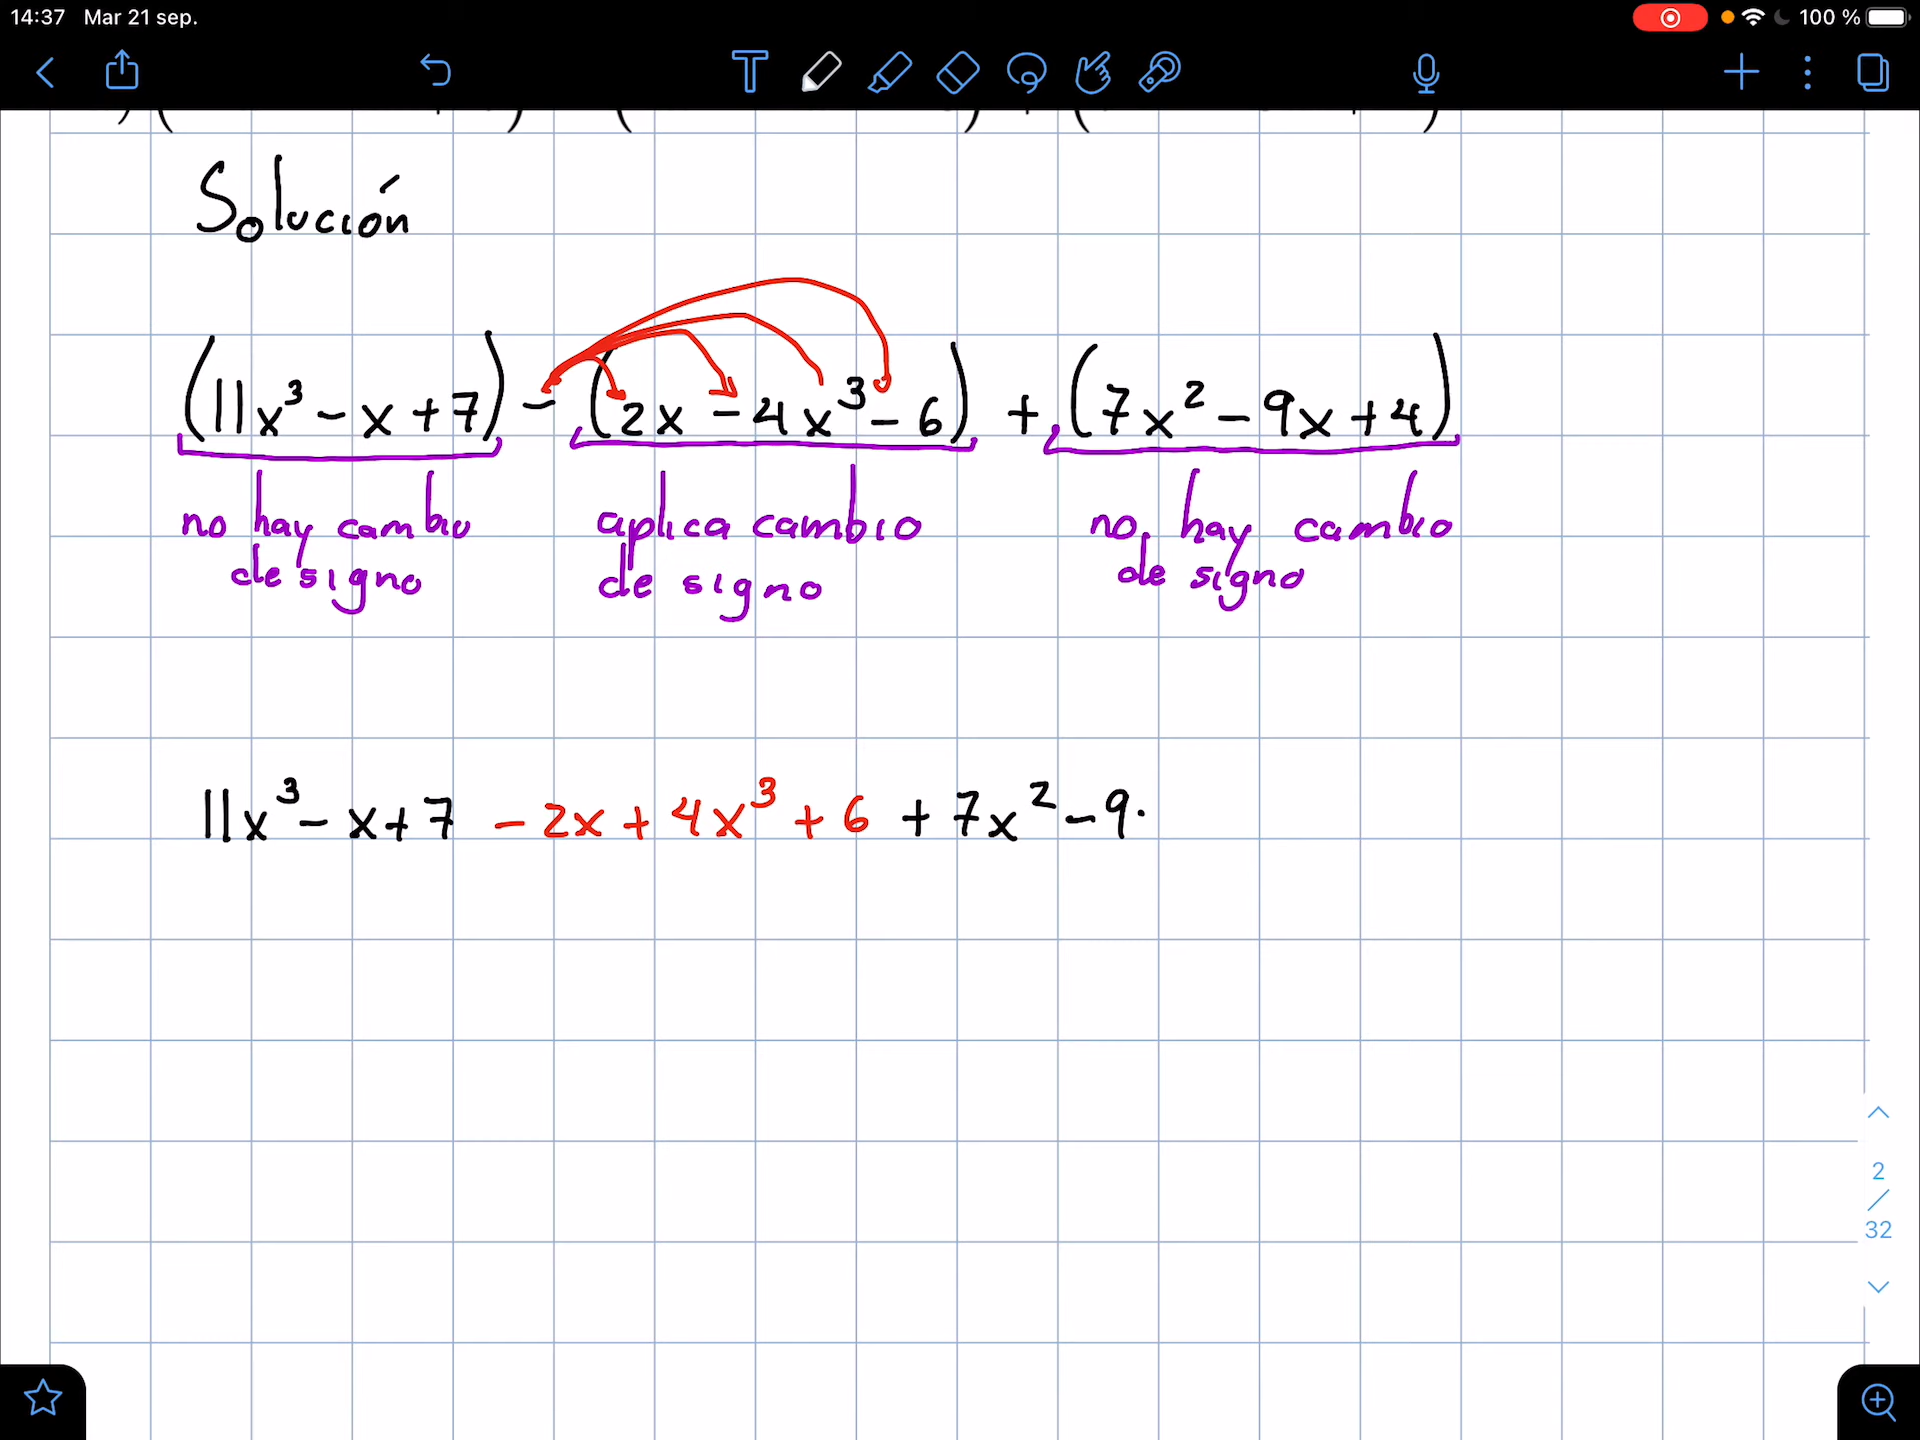 14:37 Mar 21 sep. 100 %
Solución
(11x³ - x + 7) - (2x - 4x³ - 6) + (7x² - 9x + 4)
no hay cambio aplica cambio no hay cambio
de signo de signo de signo
11x³ - x + 7 - 2x + 4x³ + 6 + 7x² - 9
2
/
32